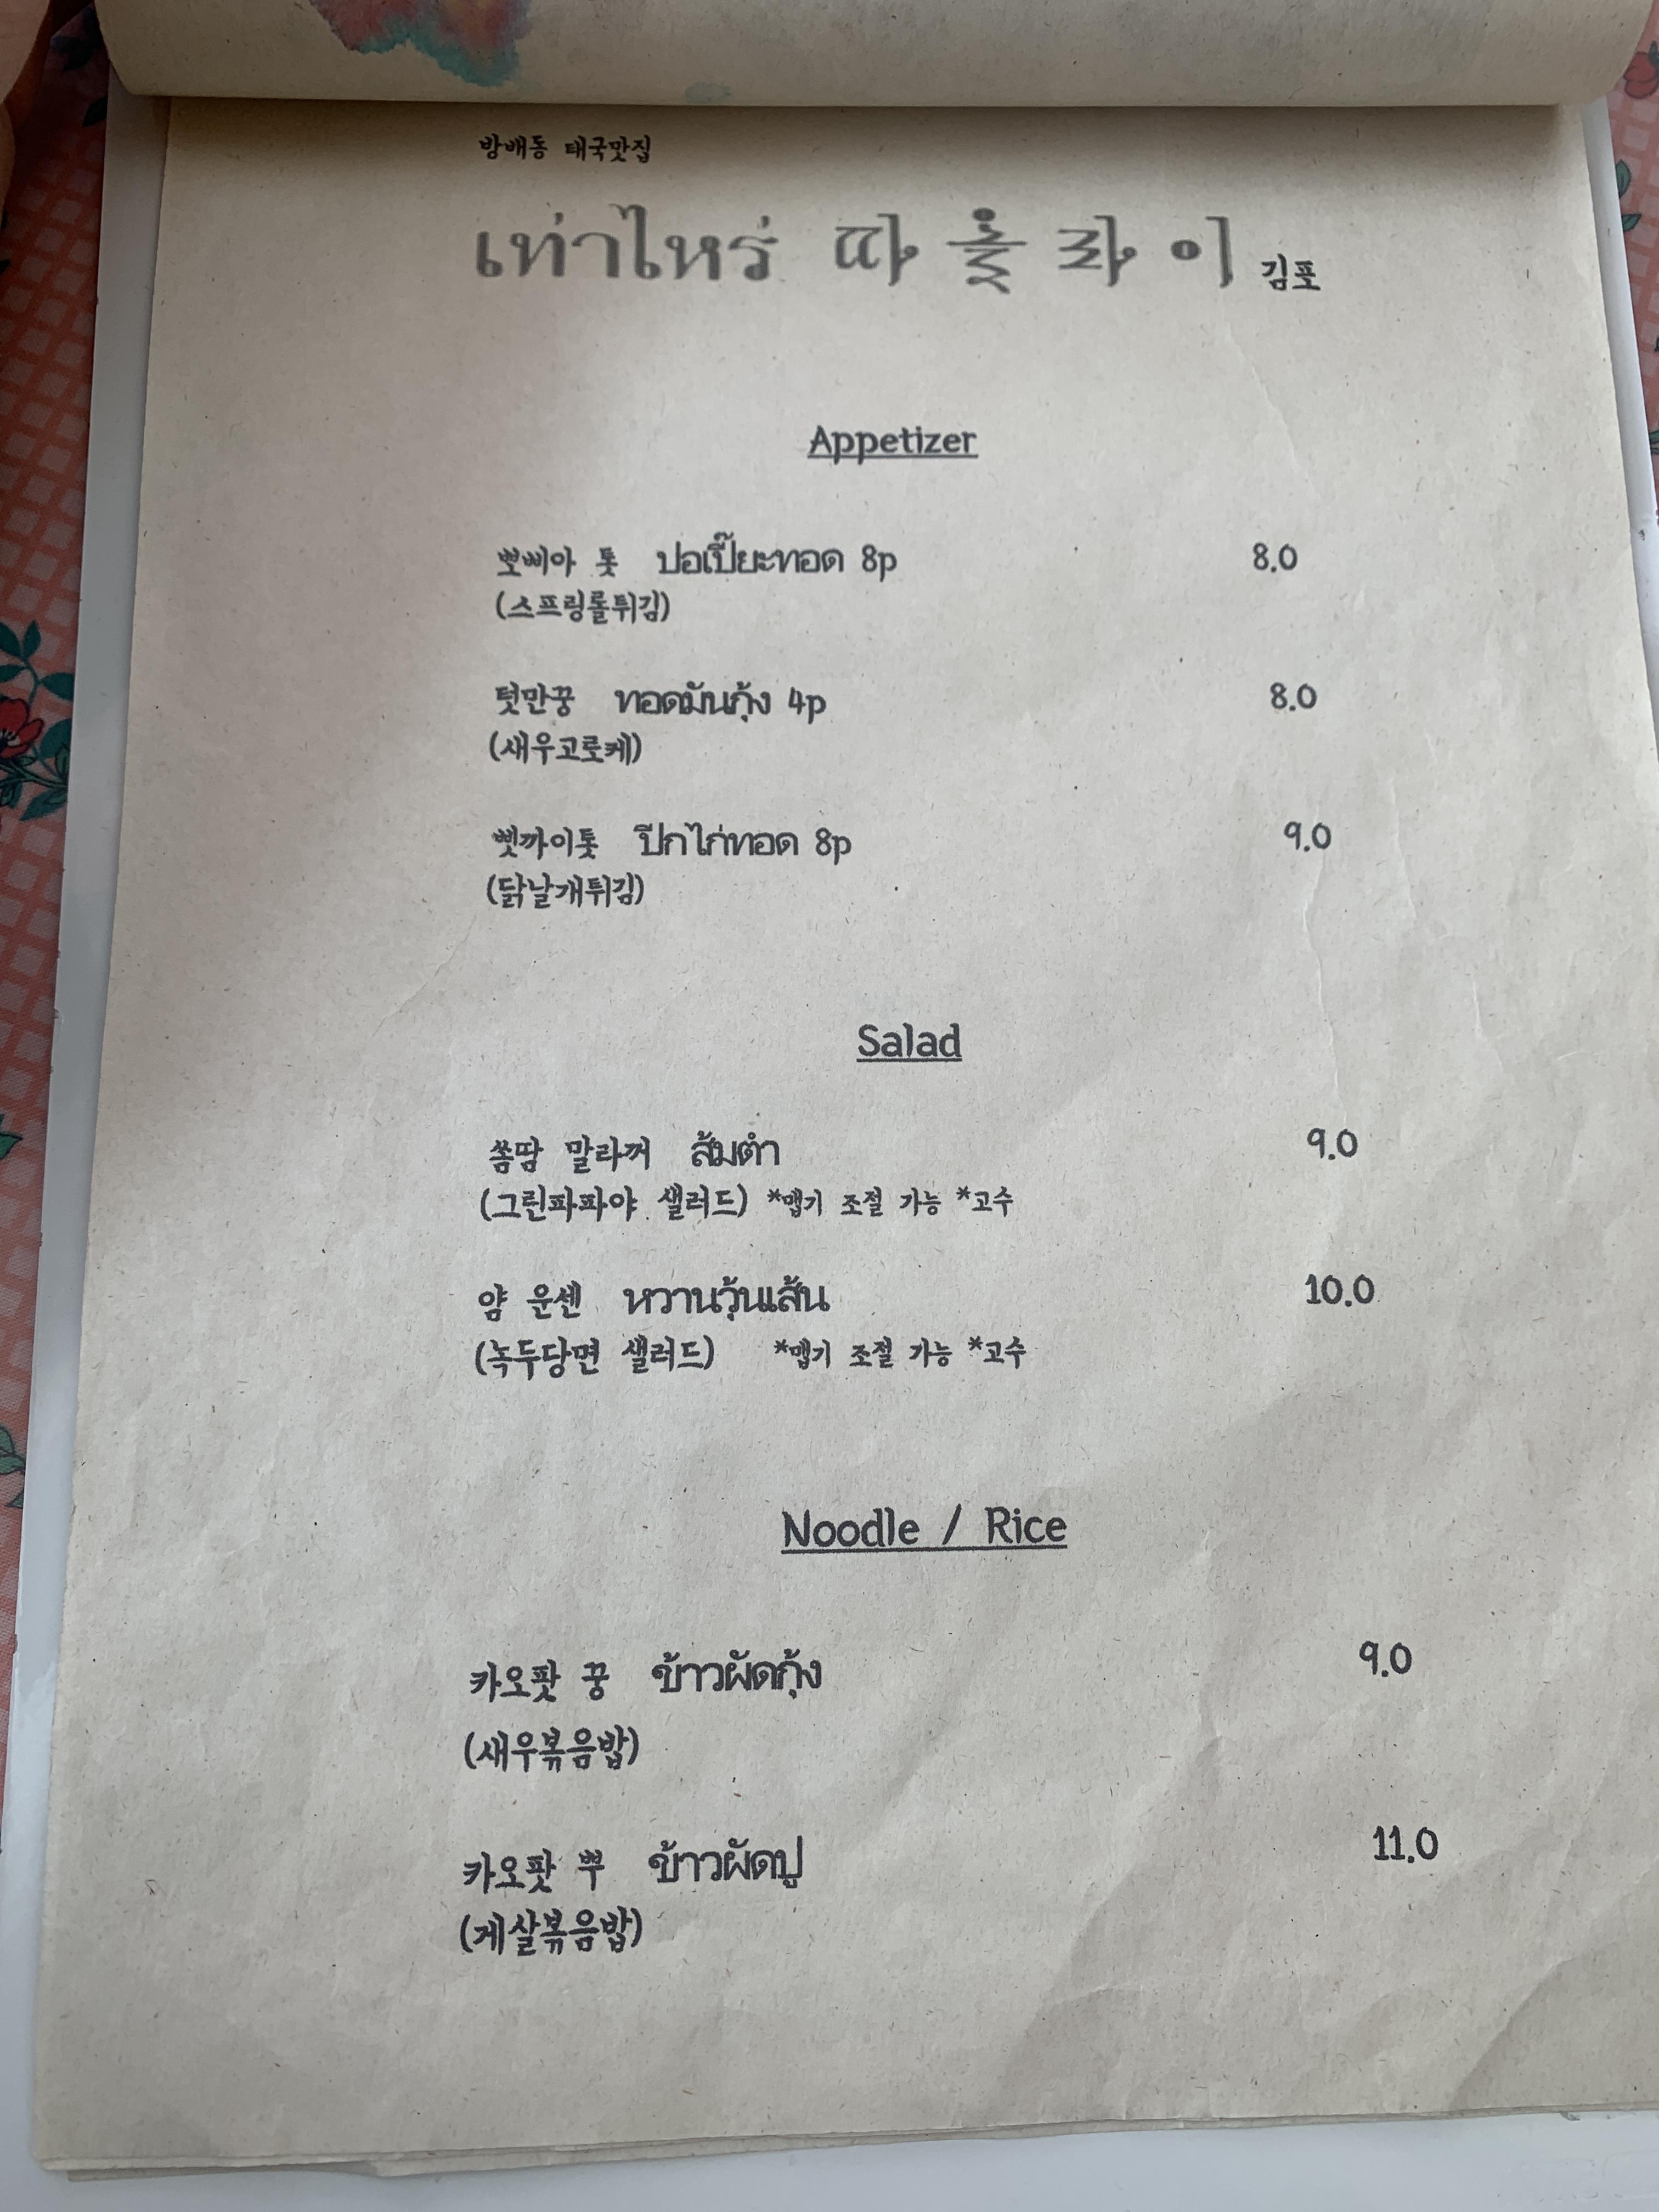 방배동 태국맛집
เท่าไหร่ 따올라이 김포
Appetizer
뽀삐아 톳 ปอเปี๊ยะทอด 8p 8.0
(스프링롤튀김)
텃만꿍 ทอดมันกุ้ง 4p 8.0
(새우고로케)
삣까이톳 ปีกไก่ทอด 8p 9.0
(닭날개튀김)
Salad
쏨땀 말라꺼 ส้มตำ 9.0
(그린파파야 샐러드) *맵기 조절 가능 *고수
얌 운센 หวานวุ้นเส้น 10.0
(녹두당면 샐러드) *맵기 조절 가능 *고수
Noodle / Rice
카오팟 꿍 ข้าวผัดกุ้ง 9.0
(새우볶음밥)
카오팟 뿌 ข้าวผัดปู 11.0
(게살볶음밥)